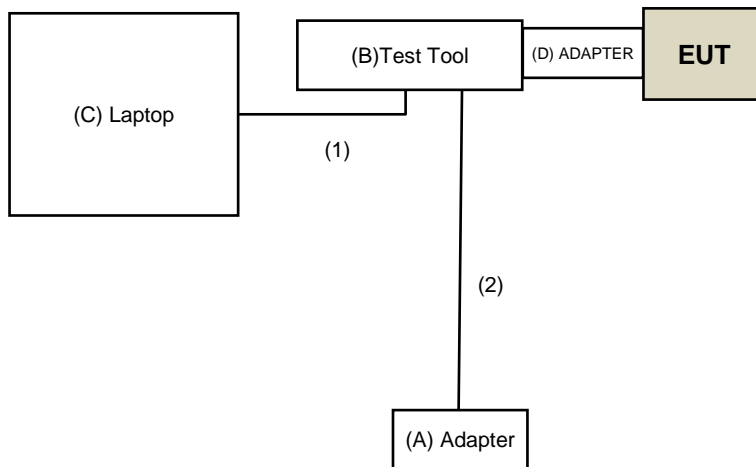 (B)Test Tool
(D) ADAPTER
EUT
(C) Laptop
(1)
(2)
(A) Adapter